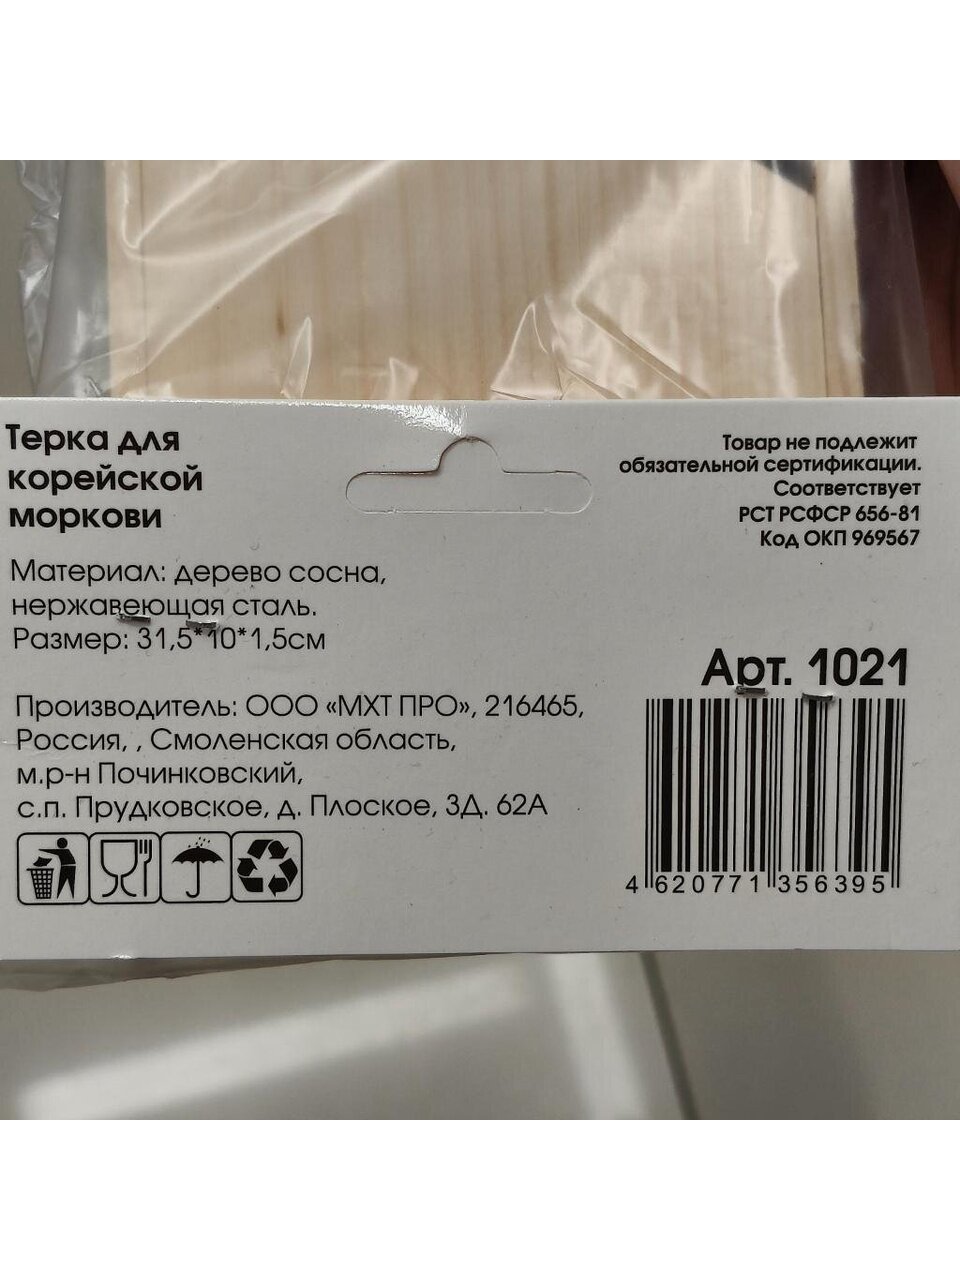 Терка для
корейской
моркови
Материал: дерево сосна,
нержавеющая сталь.
Размер: 31,5*10*1,5см
Производитель: ООО «МХТ ПРО», 216465,
Россия, , Смоленская область,
м.р-н Починковский,
с.п. Прудковское, д. Плоское, ЗД. 62А
Товар не подлежит
обязательной сертификации.
Соответствует
РСТ РСФСР 656-81
Код ОКП 969567
Арт. 1021
4 620771 356395